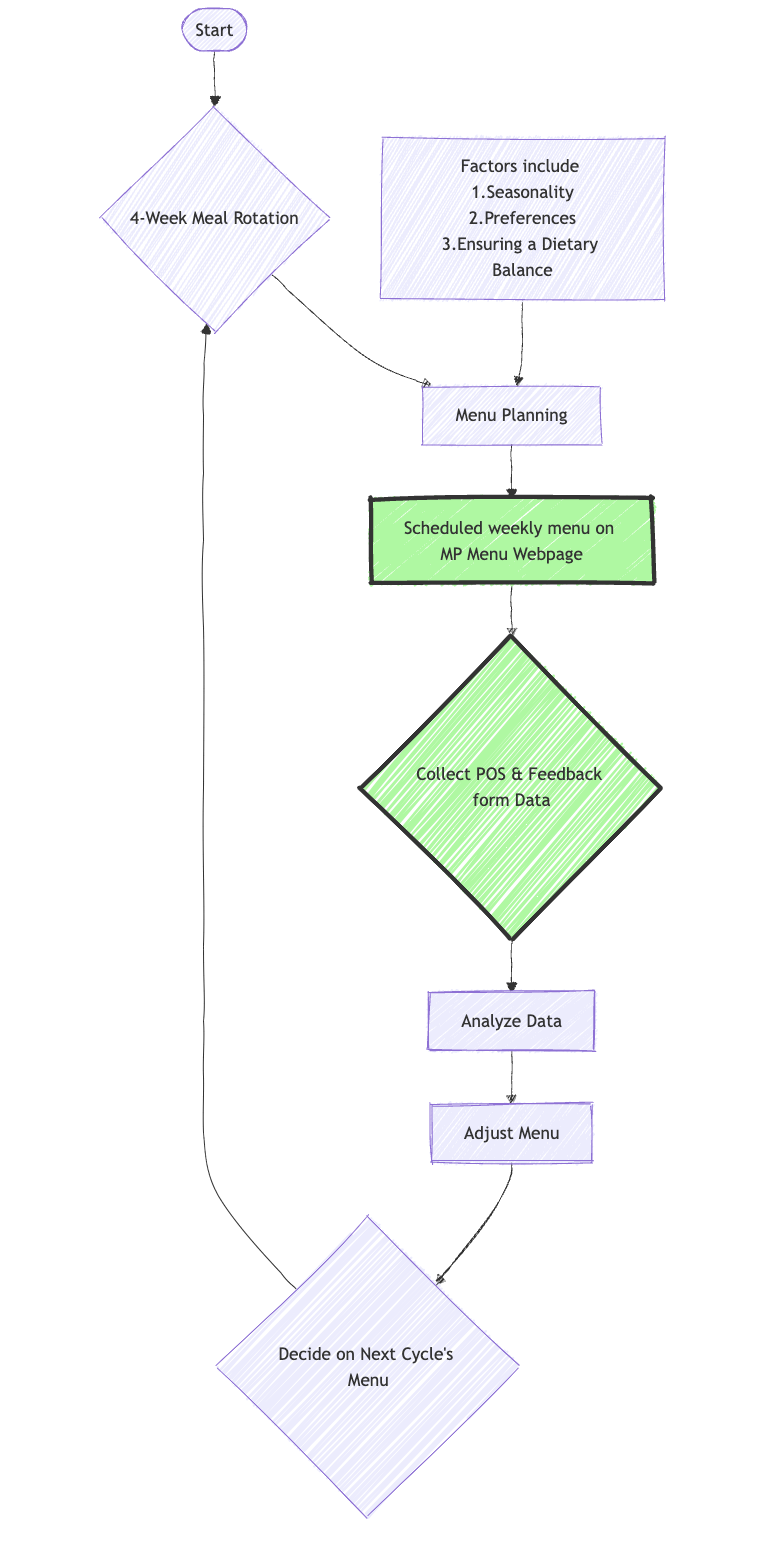 Start
4-Week Meal Rotation
Factors include
1.Seasonality
2.Preferences
3.Ensuring a Dietary
Balance
Menu Planning
Scheduled weekly menu on
MP Menu Webpage
Collect POS & Feedback
form Data
Analyze Data
Adjust Menu
Decide on Next Cycle's
Menu